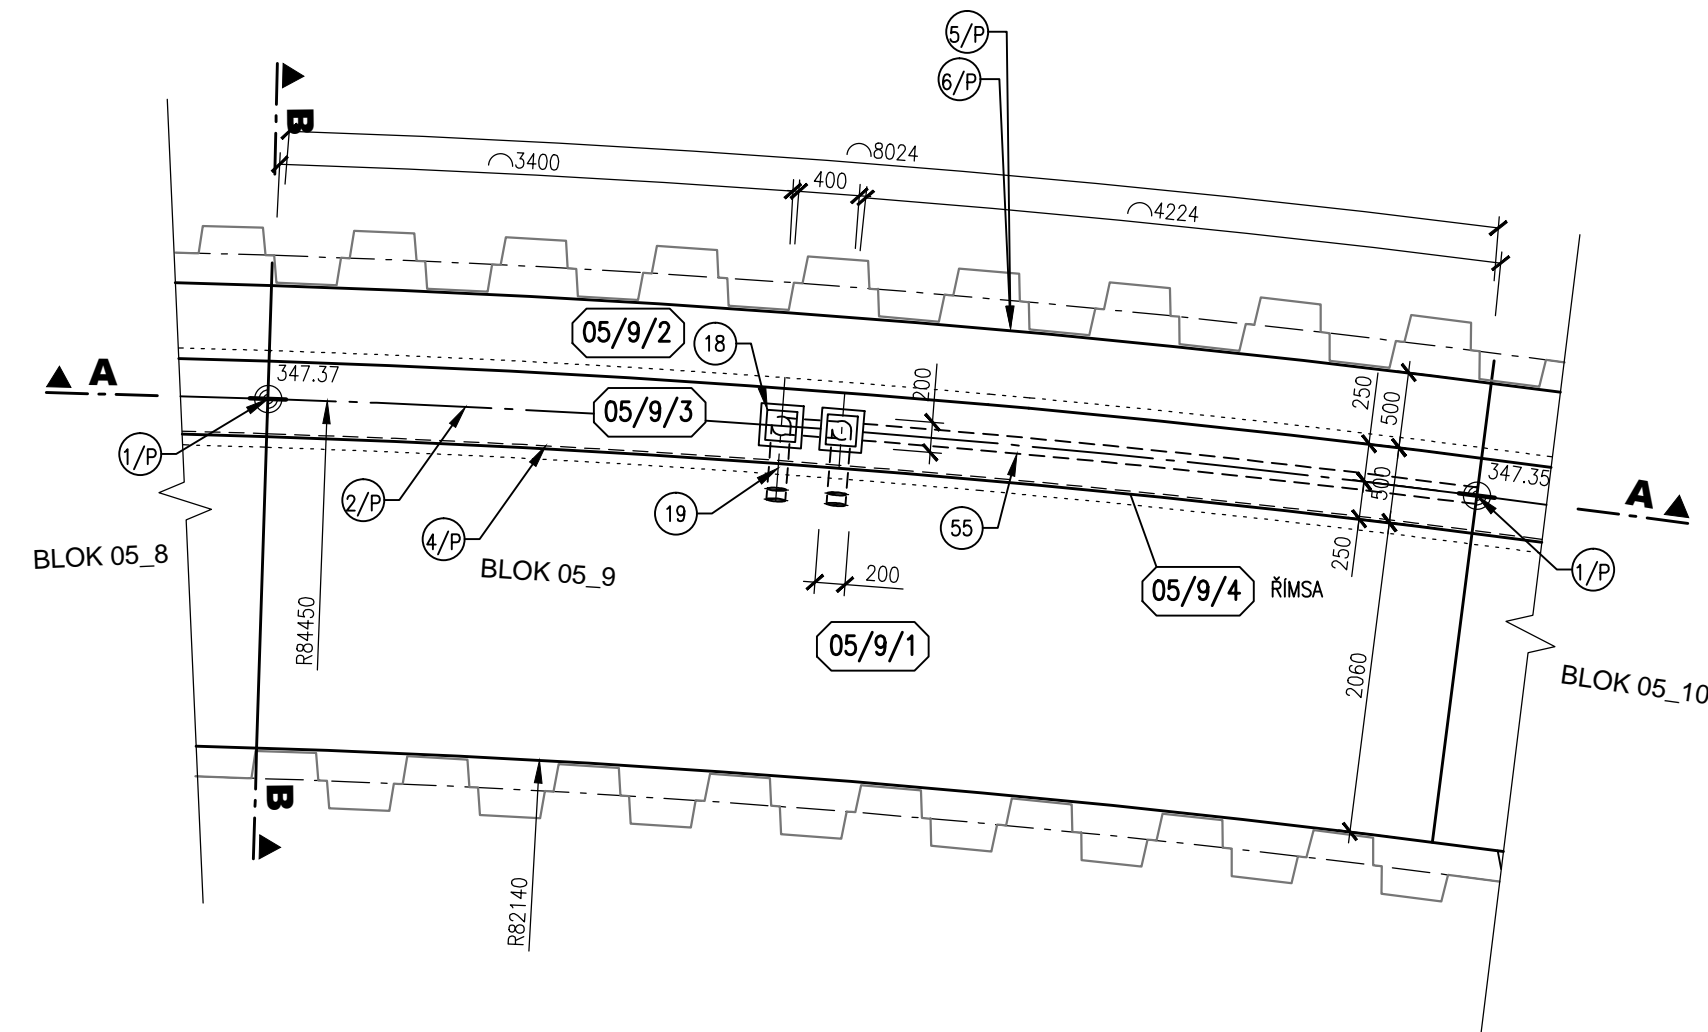 5/P
6/P
B
⌒8024
⌒3400
400
⌒4224
05/9/2
18
A
347.37
200
250
500
05/9/3
1/P
2/P
4/P
19
55
500
347.35
A
250
BLOK 05_8
BLOK 05_9
200
05/9/4
ŘÍMSA
1/P
R84450
05/9/1
2060
BLOK 05_10
B
R82140